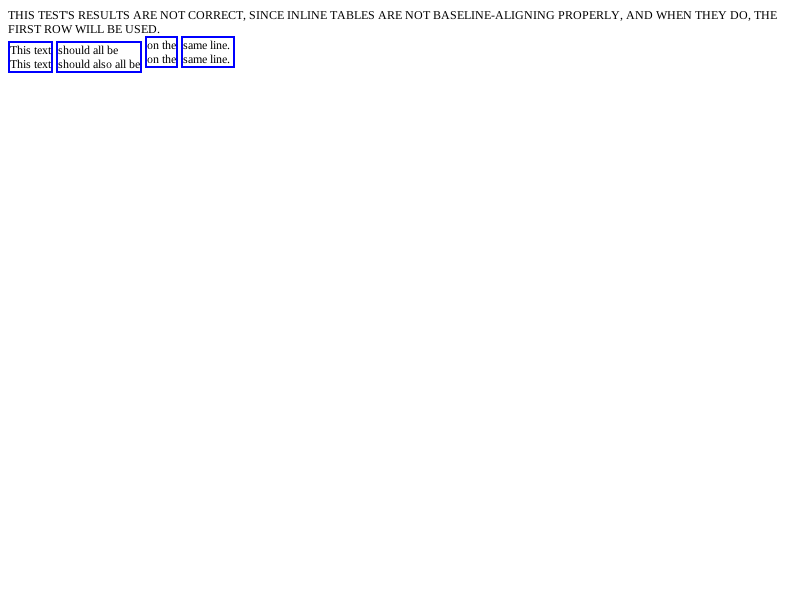 THIS TEST'S RESULTS ARE NOT CORRECT, SINCE INLINE TABLES ARE NOT BASELINE-ALIGNING PROPERLY, AND WHEN THEY DO, THE
FIRST ROW WILL BE USED.
This text should all be on the same line.
This text should also all be on the same line.